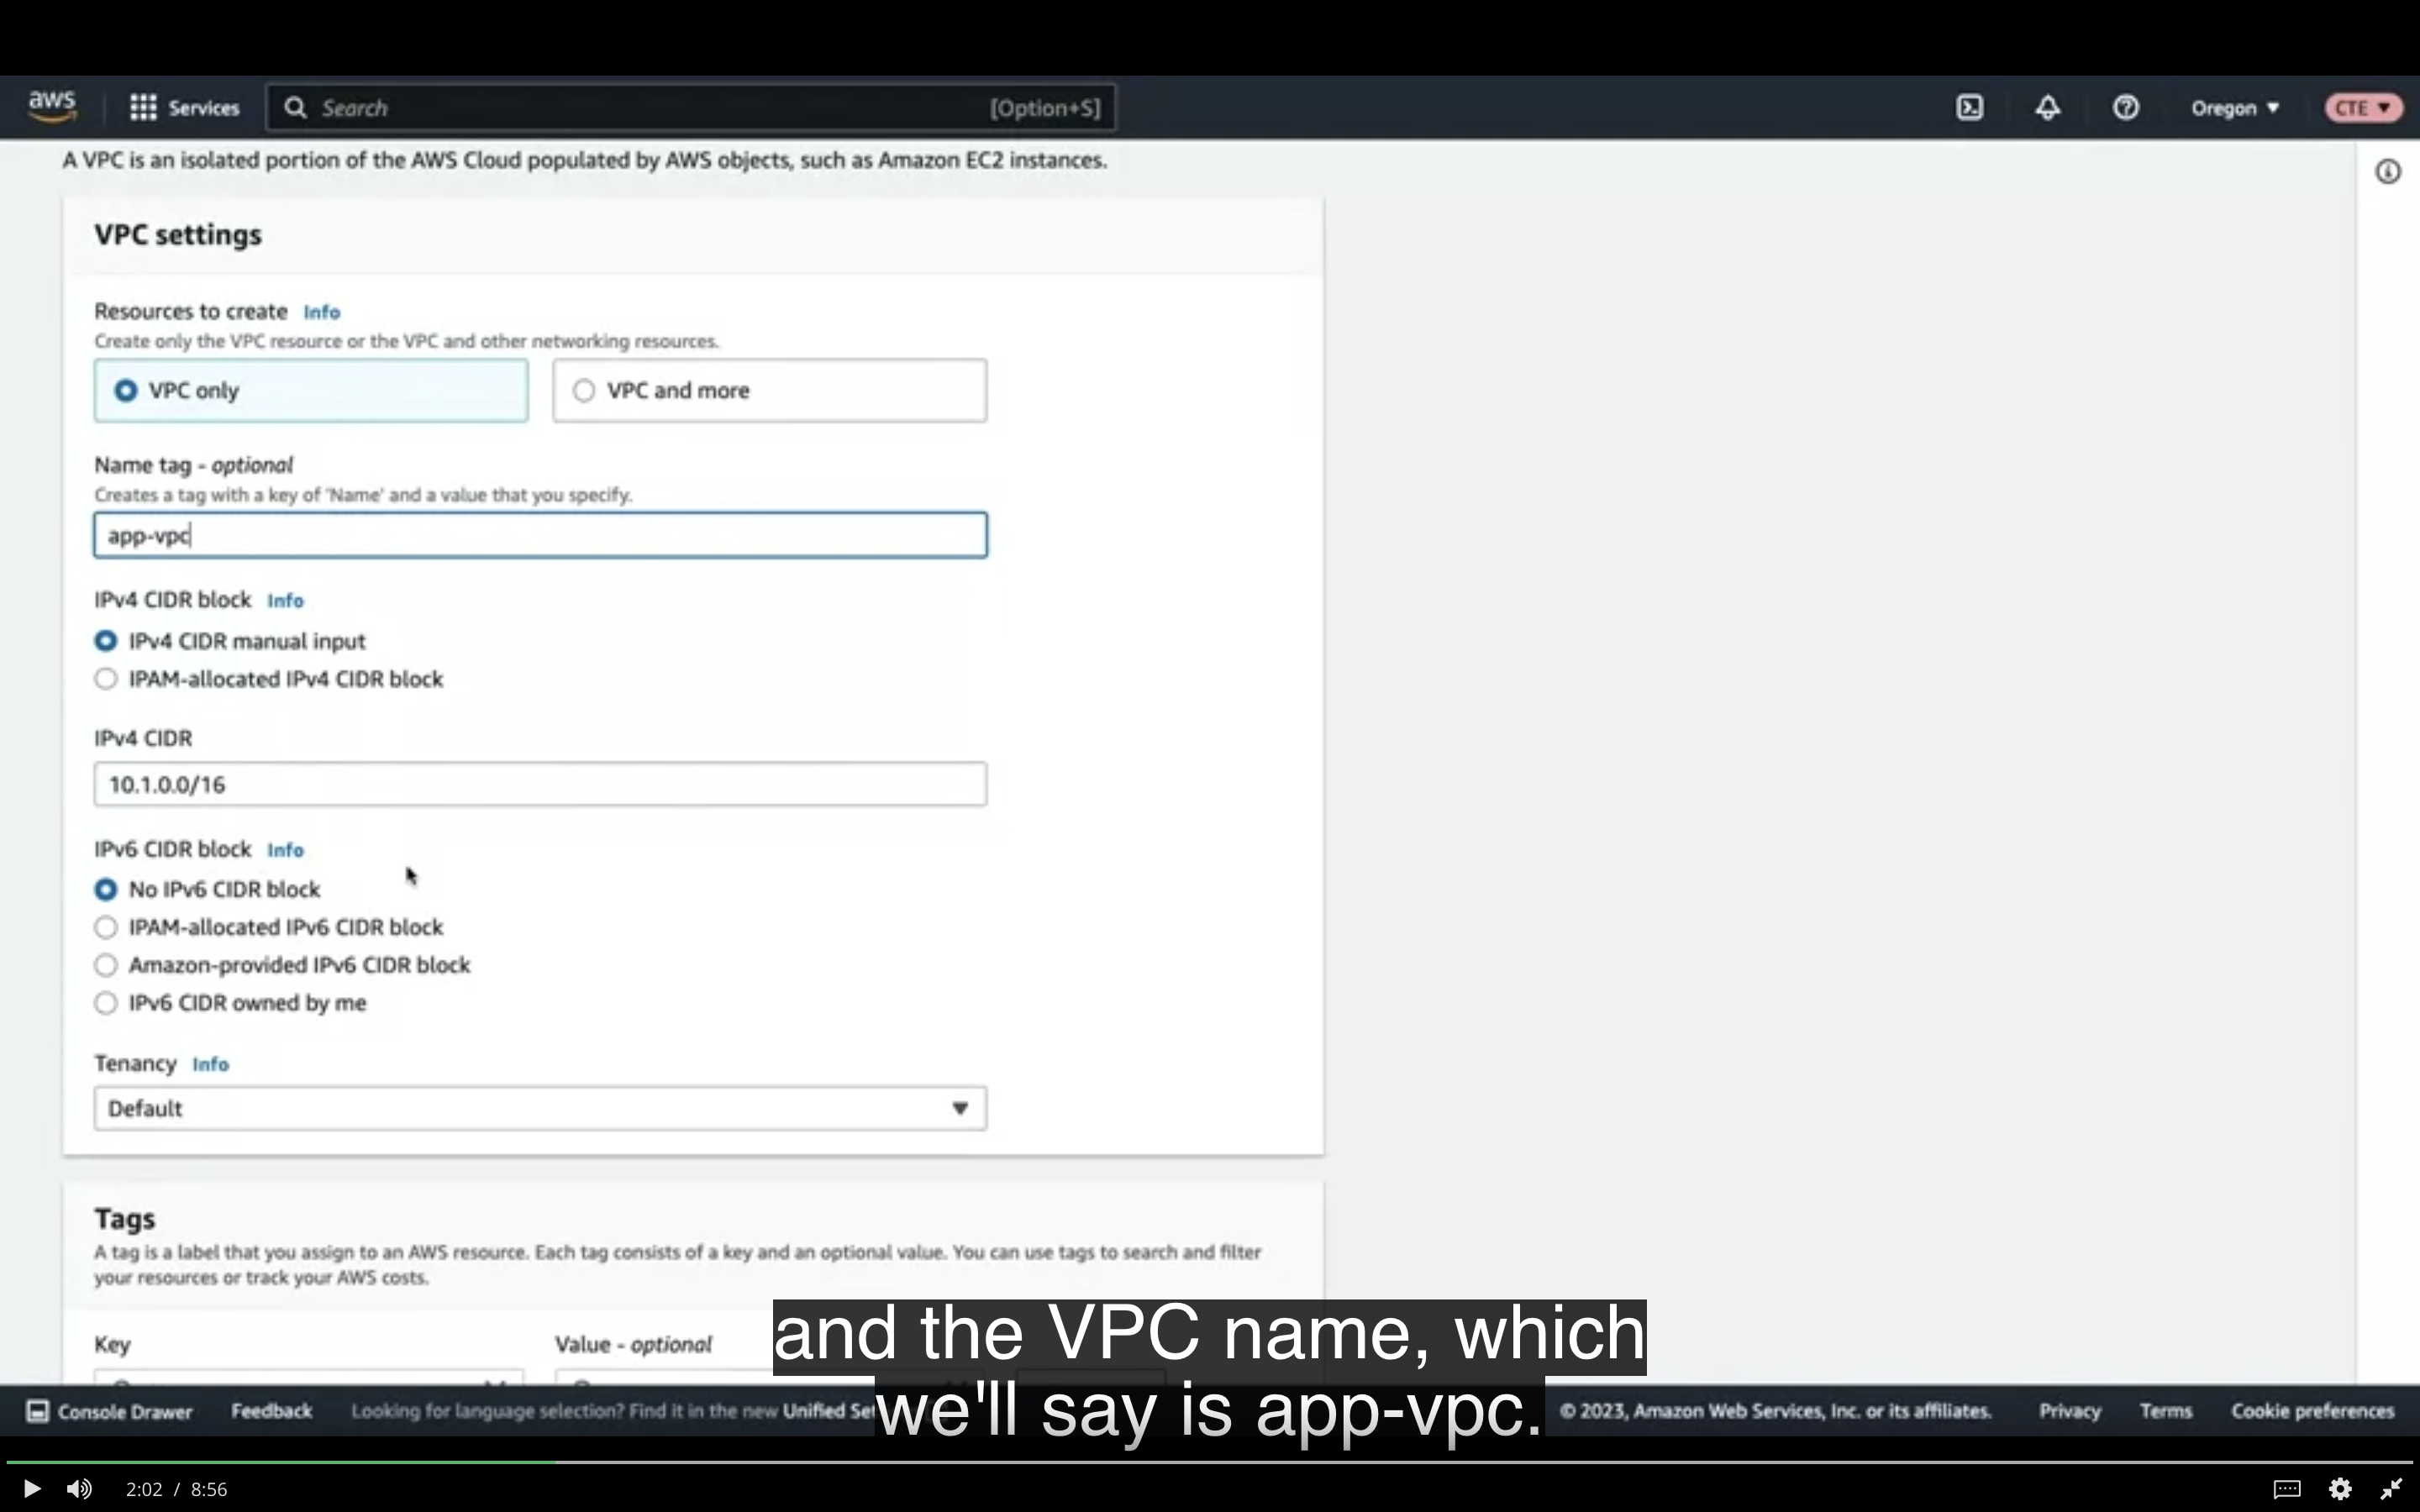 aws
Services
Search
[Option+S]
Oregon
CTE
A VPC is an isolated portion of the AWS Cloud populated by AWS objects, such as Amazon EC2 instances.
VPC settings
Resources to create Info
Create only the VPC resource or the VPC and other networking resources.
VPC only
VPC and more
Name tag - optional
Creates a tag with a key of 'Name' and a value that you specify.
app-vpc
IPv4 CIDR block Info
IPv4 CIDR manual input
IPAM-allocated IPv4 CIDR block
IPv4 CIDR
10.1.0.0/16
IPv6 CIDR block Info
No IPv6 CIDR block
IPAM-allocated IPv6 CIDR block
Amazon-provided IPv6 CIDR block
IPv6 CIDR owned by me
Tenancy Info
Default
Tags
A tag is a label that you assign to an AWS resource. Each tag consists of a key and an optional value. You can use tags to search and filter
your resources or track your AWS costs.
Key
Value - optional
and the VPC name, which
we'll say is app-vpc.
Console Drawer
Feedback
Looking for language selection? Find it in the new Unified
© 2023, Amazon Web Services, Inc. or its affiliates.
Privacy
Terms
Cookie preferences
2:02 / 8:56